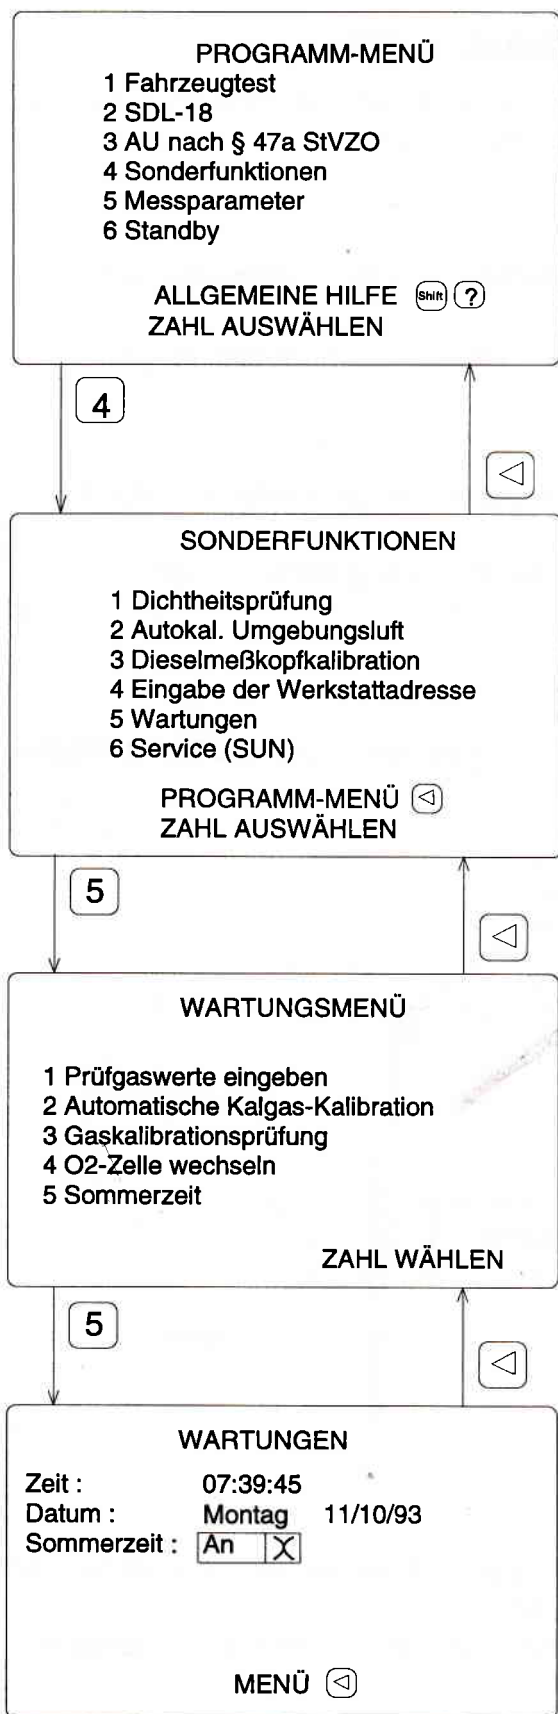 PROGRAMM-MENÜ
1 Fahrzeugtest
2 SDL-18
3 AU nach § 47a StVZO
4 Sonderfunktionen
5 Messparameter
6 Standby
ALLGEMEINE HILFE Shift ?
ZAHL AUSWÄHLEN
4
SONDERFUNKTIONEN
1 Dichtheitsprüfung
2 Autokal. Umgebungsluft
3 Dieselmeßkopfkalibration
4 Eingabe der Werkstattadresse
5 Wartungen
6 Service (SUN)
PROGRAMM-MENÜ
ZAHL AUSWÄHLEN
5
WARTUNGSMENÜ
1 Prüfgaswerte eingeben
2 Automatische Kalgas-Kalibration
3 Gaskalibrationsprüfung
4 O2-Zelle wechseln
5 Sommerzeit
ZAHL WÄHLEN
5
WARTUNGEN
Zeit : 07:39:45
Datum : Montag 11/10/93
Sommerzeit : An X
MENÜ